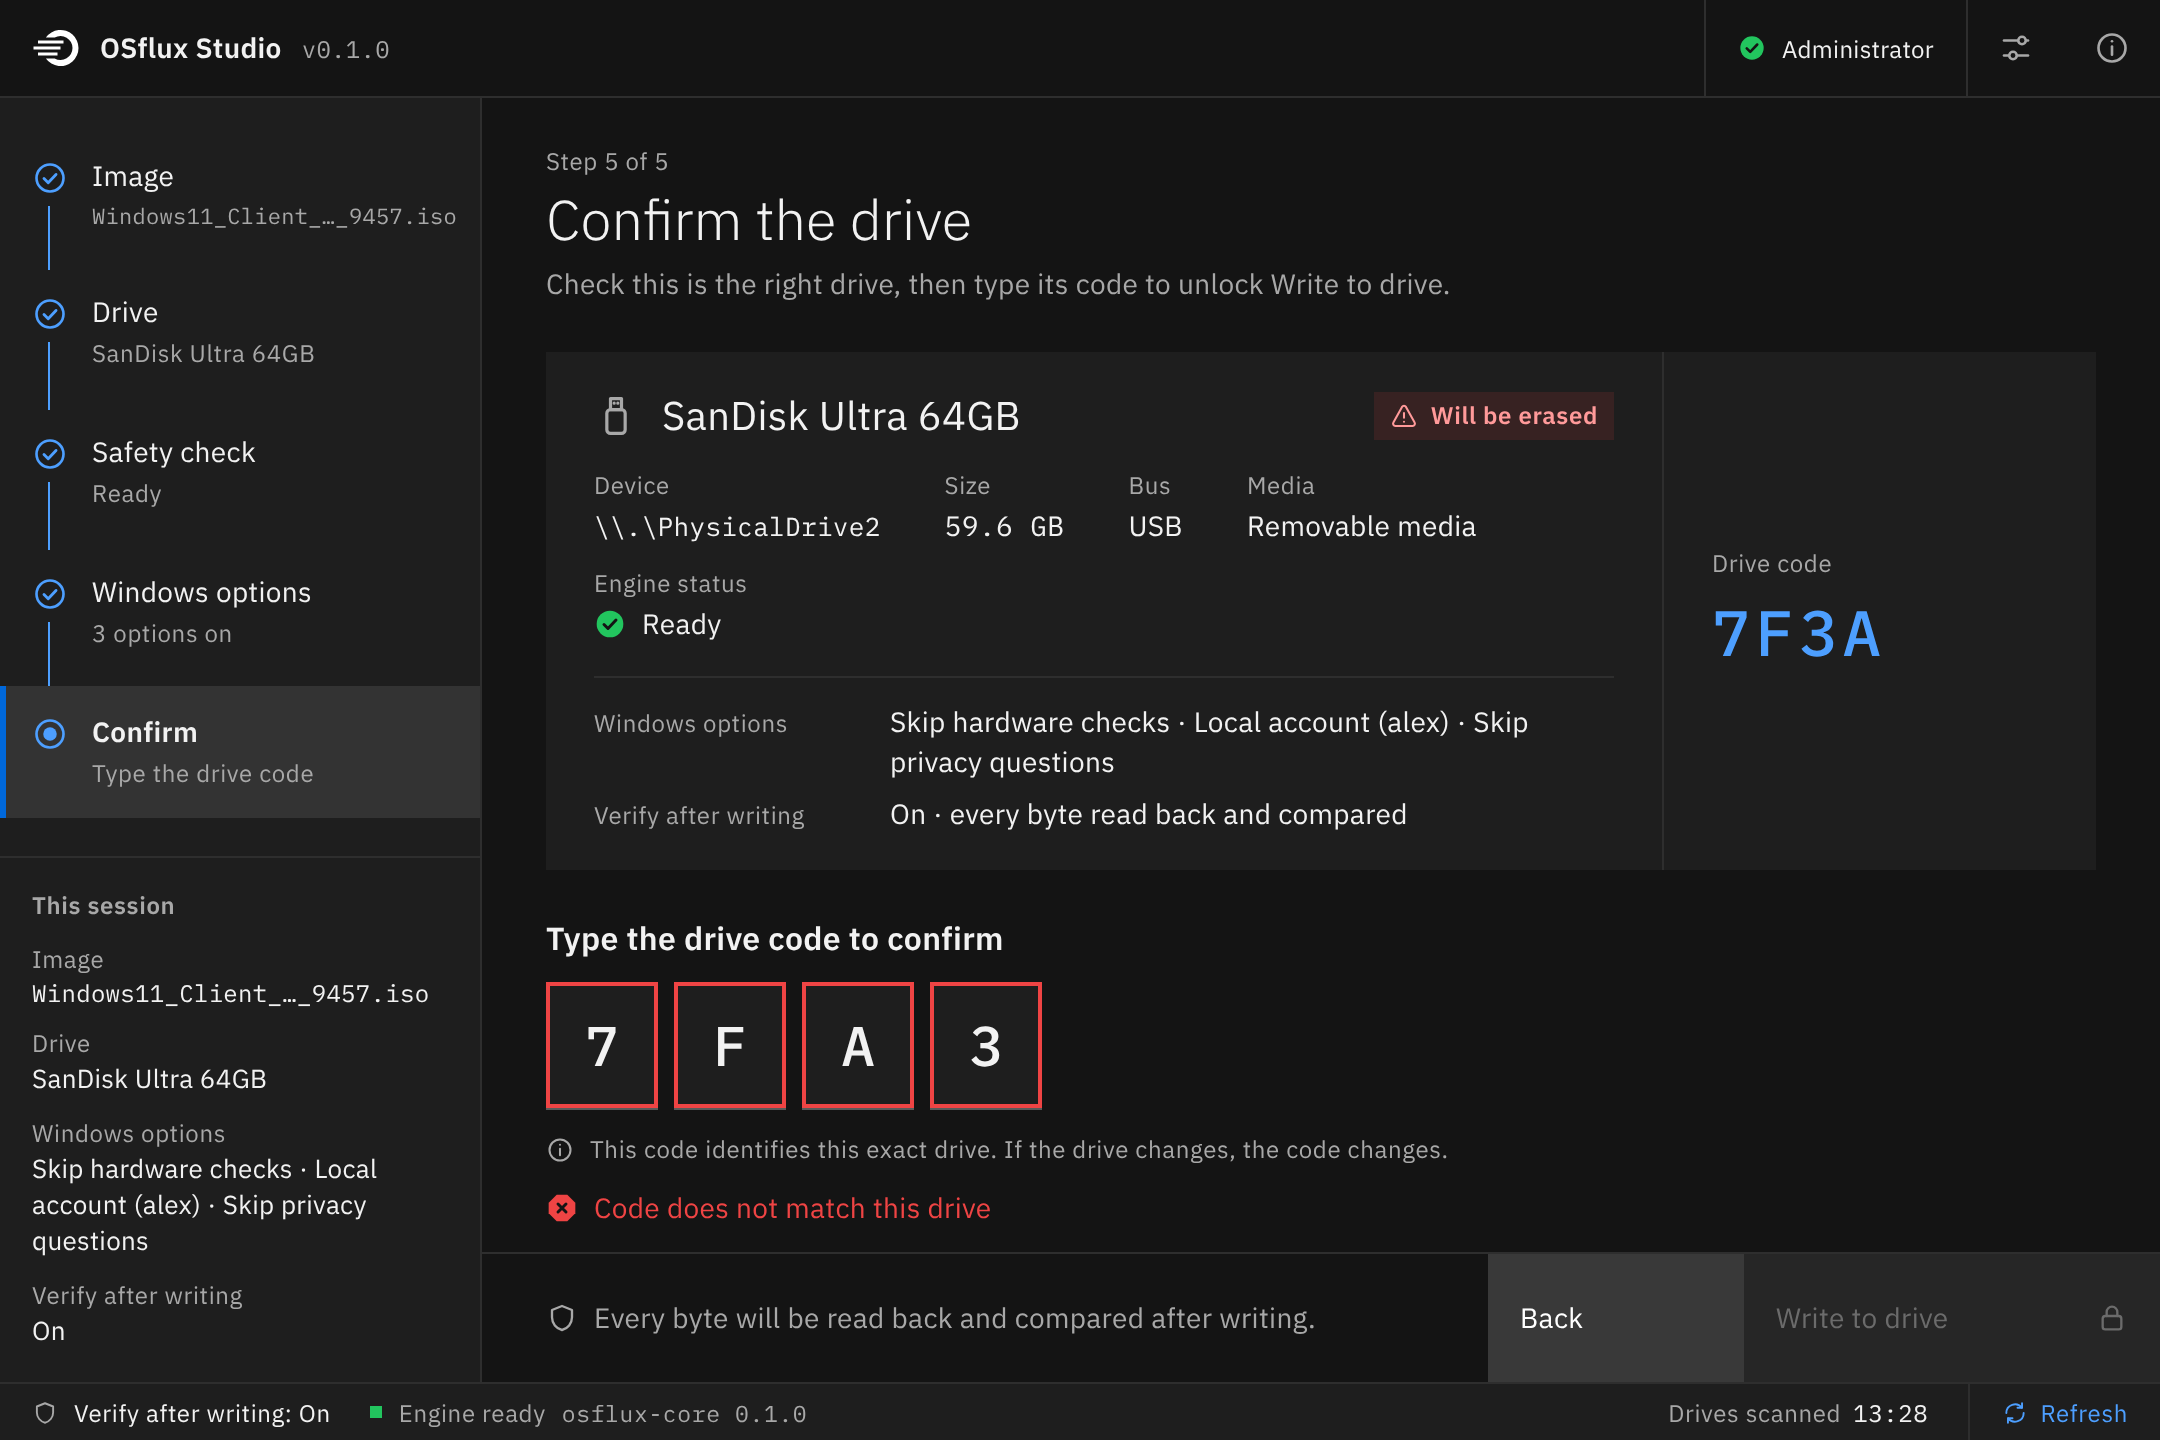 OSflux Studio v0.1.0
Administrator
Image
Windows11_Client_…_9457.iso
Drive
SanDisk Ultra 64GB
Safety check
Ready
Windows options
3 options on
Confirm
Type the drive code
This session
Image
Windows11_Client_…_9457.iso
Drive
SanDisk Ultra 64GB
Windows options
Skip hardware checks · Local
account (alex) · Skip privacy
questions
Verify after writing
On
Step 5 of 5
Confirm the drive
Check this is the right drive, then type its code to unlock Write to drive.
SanDisk Ultra 64GB
Will be erased
Device Size Bus Media
\\.\PhysicalDrive2 59.6 GB USB Removable media
Engine status
Ready
Windows options Skip hardware checks · Local account (alex) · Skip
privacy questions
Verify after writing On · every byte read back and compared
Drive code
7F3A
Type the drive code to confirm
7 F A 3
This code identifies this exact drive. If the drive changes, the code changes.
Code does not match this drive
Every byte will be read back and compared after writing.
Back
Write to drive
Verify after writing: On
Engine ready osflux-core 0.1.0
Drives scanned 13:28
Refresh